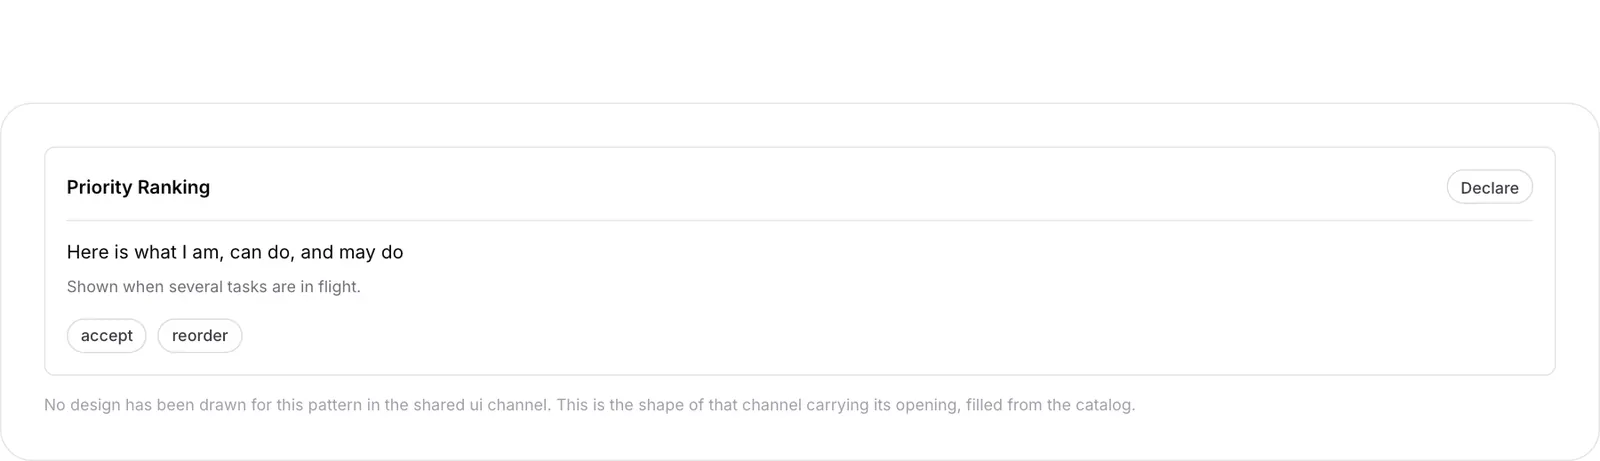 Priority Ranking
Declare
Here is what I am, can do, and may do
Shown when several tasks are in flight.
accept
reorder
No design has been drawn for this pattern in the shared ui channel. This is the shape of that channel carrying its opening, filled from the catalog.